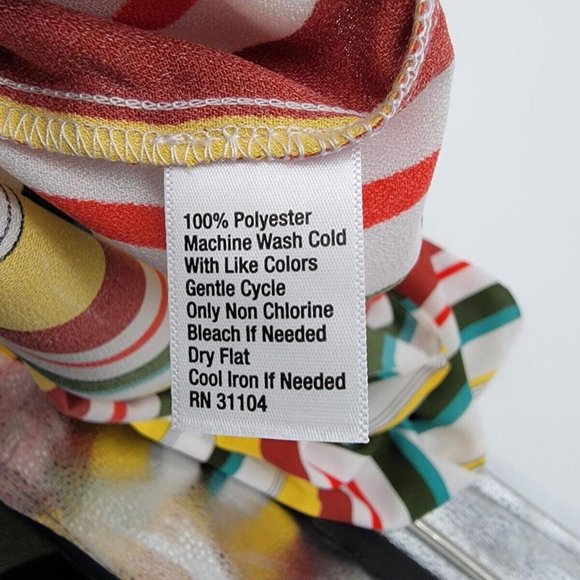 100% Polyester
Machine Wash Cold
With Like Colors
Gentle Cycle
Only Non Chlorine
Bleach If Needed
Dry Flat
Cool Iron If Needed
RN 31104